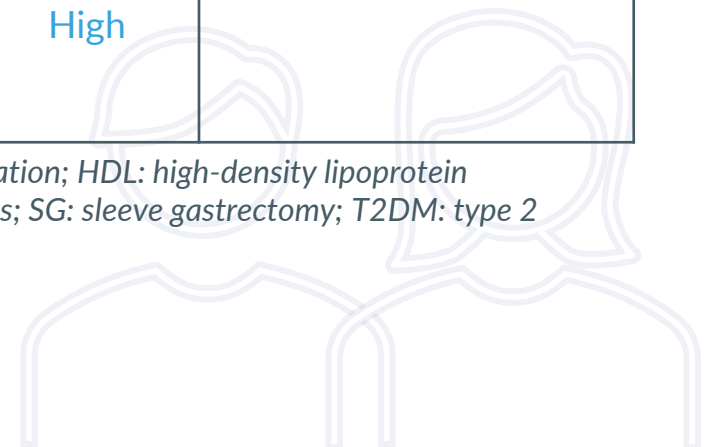 High
ation; HDL: high-density lipoprotein
s; SG: sleeve gastrectomy; T2DM: type 2